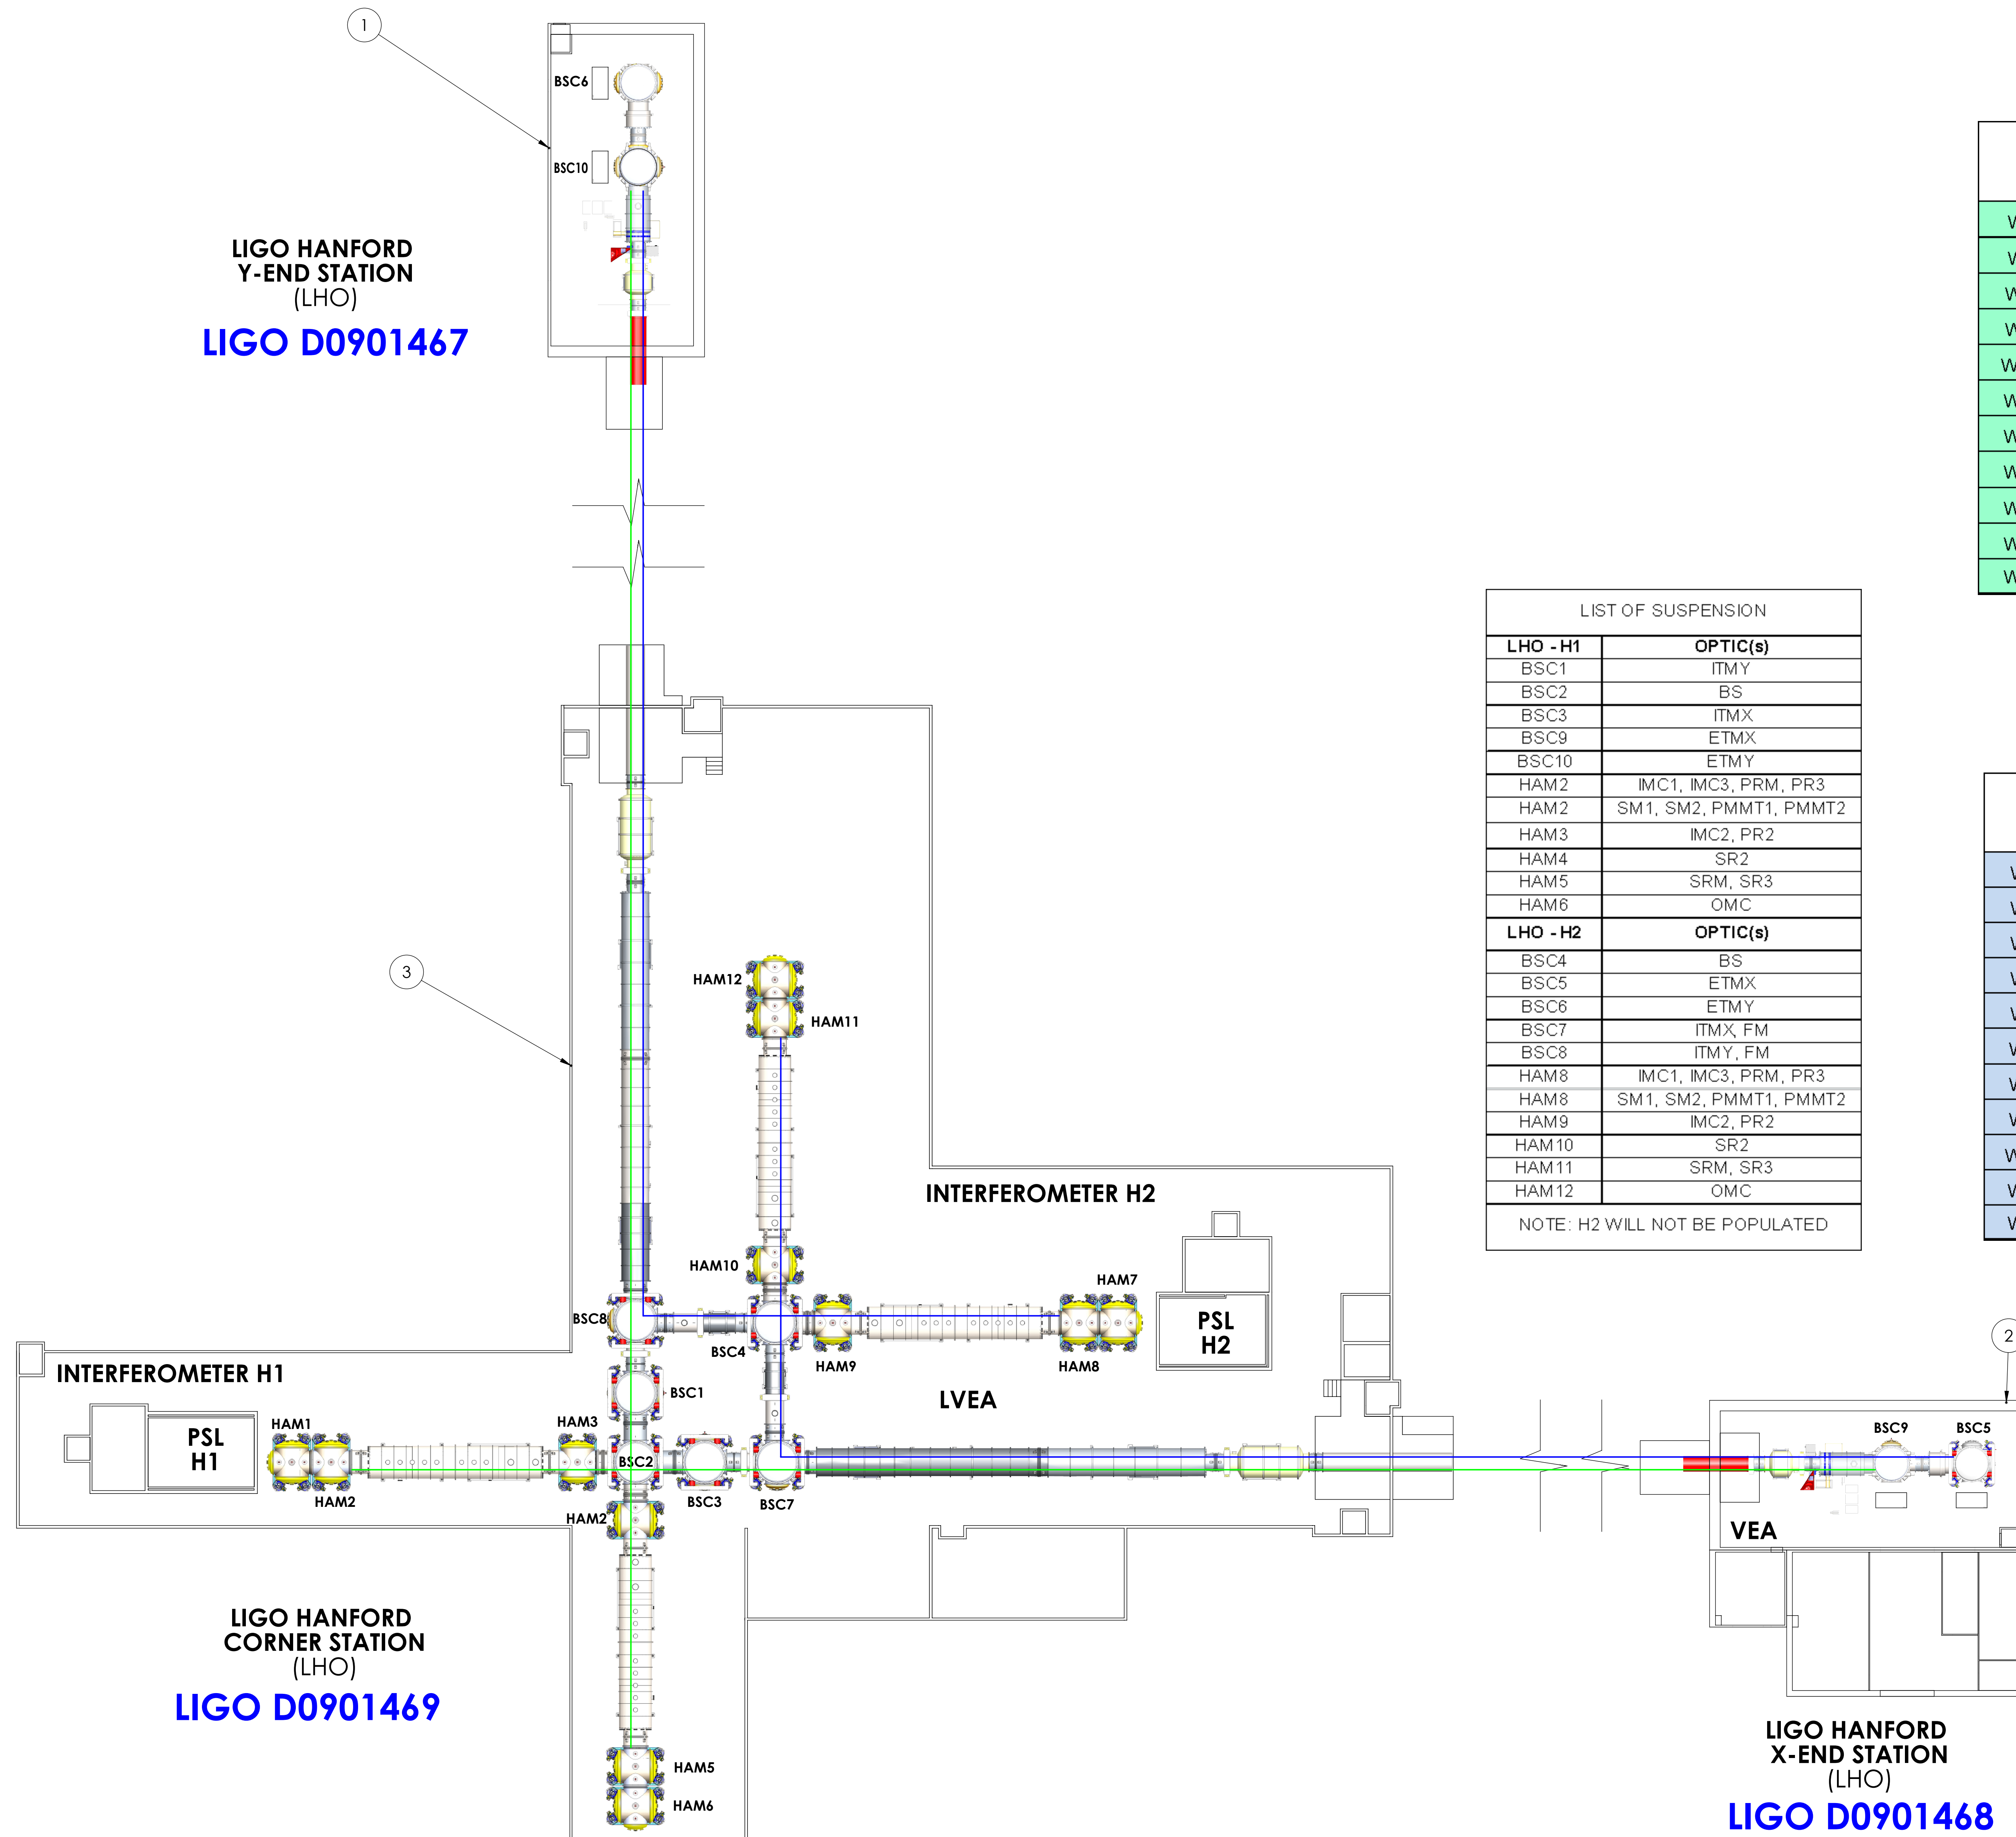 1
BSC6
BSC10
LIGO HANFORD
Y-END STATION
(LHO)
LIGO D0901467
W
W
W
W
W
W
W
W
W
W
W
LIST OF SUSPENSION
LHO - H1 OPTIC(s)
BSC1 ITMY
BSC2 BS
BSC3 ITMX
BSC9 ETMX
BSC10 ETMY
HAM2 IMC1, IMC3, PRM, PR3
HAM2 SM1, SM2, PMMT1, PMMT2
HAM3 IMC2, PR2
HAM4 SR2
HAM5 SRM, SR3
HAM6 OMC
LHO - H2 OPTIC(s)
BSC4 BS
BSC5 ETMX
BSC6 ETMY
BSC7 ITMX, FM
BSC8 ITMY, FM
HAM8 IMC1, IMC3, PRM, PR3
HAM8 SM1, SM2, PMMT1, PMMT2
HAM9 IMC2, PR2
HAM10 SR2
HAM11 SRM, SR3
HAM12 OMC
NOTE: H2 WILL NOT BE POPULATED
W
W
W
W
W
W
W
W
W
W
W
3
HAM12
HAM11
INTERFEROMETER H2
HAM10
HAM7
BSC8
PSL
H2
BSC4
HAM9
HAM8
2
INTERFEROMETER H1
BSC1
LVEA
HAM1
HAM3
PSL
H1
BSC2
BSC9
BSC5
HAM2
BSC3
BSC7
HAM2
VEA
LIGO HANFORD
CORNER STATION
(LHO)
LIGO D0901469
HAM5
HAM6
LIGO HANFORD
X-END STATION
(LHO)
LIGO D0901468